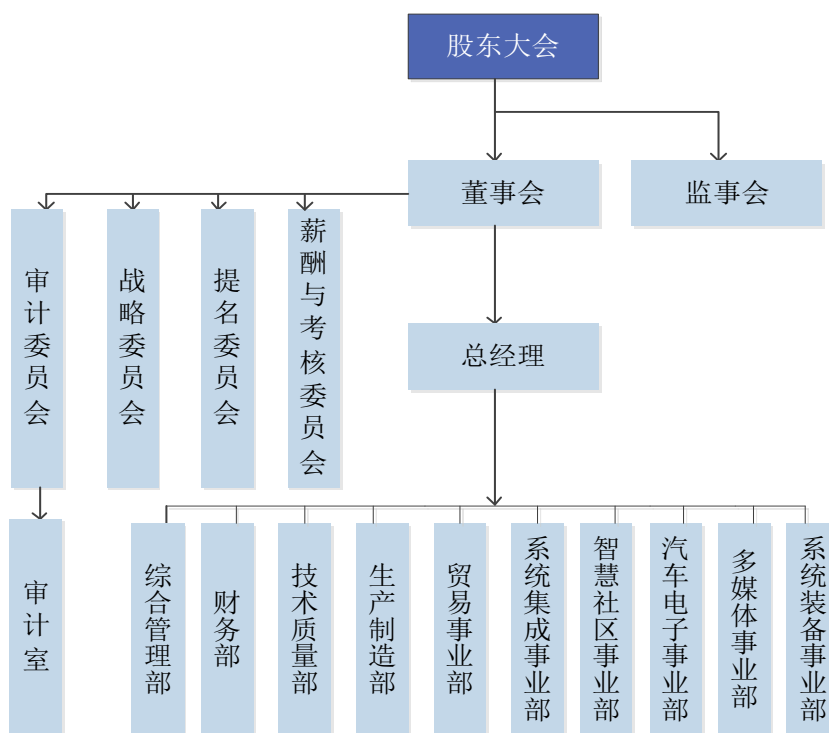 股东大会
董事会
监事会
审计委员会
战略委员会
提名委员会
薪酬与考核委员会
总经理
审计室
综合管理部
财务部
技术质量部
生产制造部
贸易事业部
系统集成事业部
智慧社区事业部
汽车电子事业部
多媒体事业部
系统装备事业部